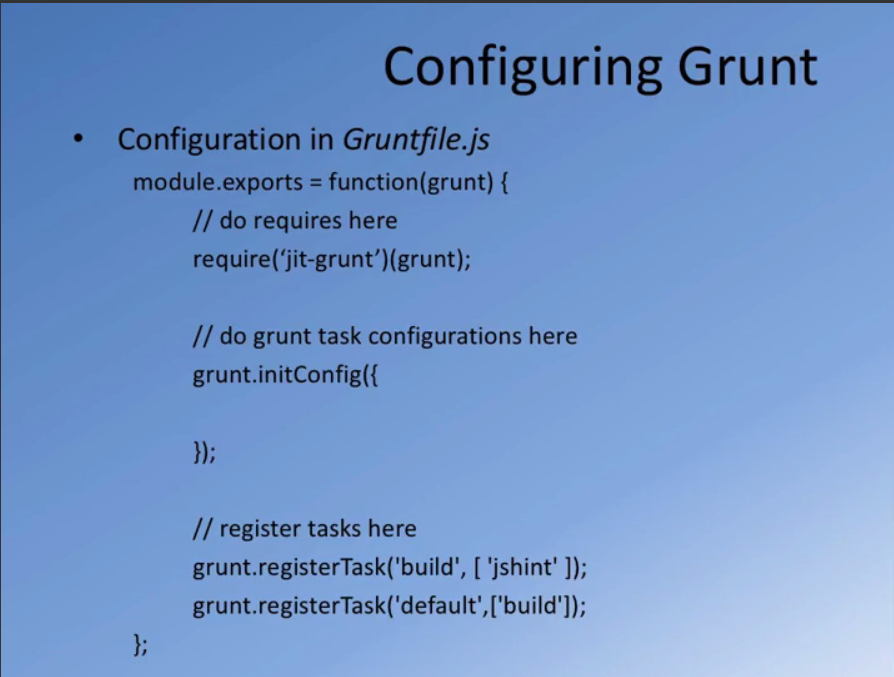 Configuring Grunt
• Configuration in Gruntfile.js
module.exports = function(grunt) {
// do requires here
require(‘jit-grunt’)(grunt);
// do grunt task configurations here
grunt.initConfig({
});
// register tasks here
grunt.registerTask('build', [ 'jshint' ]);
grunt.registerTask('default',['build']);
};